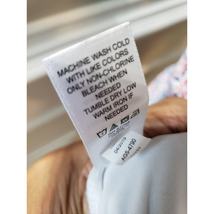 MACHINE WASH COLD
WITH LIKE COLORS
ONLY NON-CHLORINE
BLEACH WHEN
NEEDED
TUMBLE DRY LOW
WARM IRON IF
NEEDED